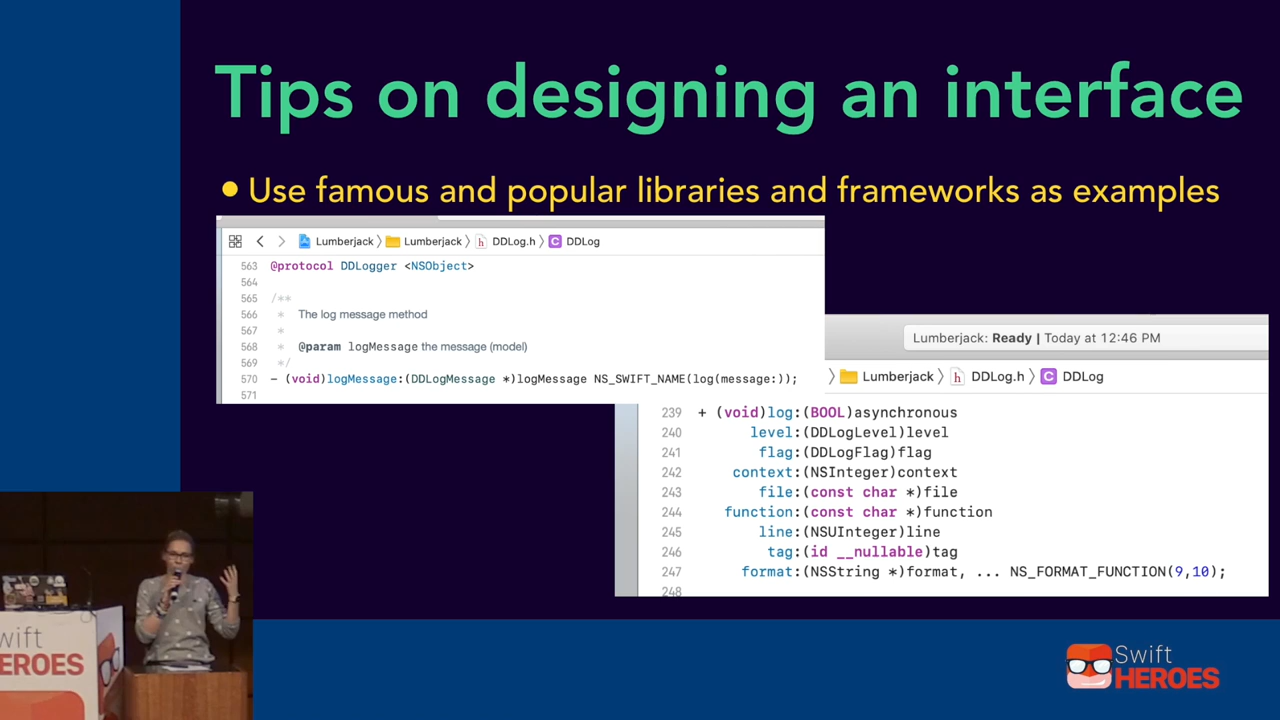 Tips on designing an interface
• Use famous and popular libraries and frameworks as examples
Lumberjack 〉 Lumberjack 〉 h DDLog.h 〉 C DDLog
563 @protocol DDLogger <NSObject>
564
565 /**
566 * The log message method
567 *
568 * @param logMessage the message (model)
569 */
570 - (void)logMessage:(DDLogMessage *)logMessage NS_SWIFT_NAME(log(message:));
571
Lumberjack: Ready | Today at 12:46 PM
〉 Lumberjack 〉 h DDLog.h 〉 C DDLog
239 + (void)log:(BOOL)asynchronous
240 level:(DDLogLevel)level
241 flag:(DDLogFlag)flag
242 context:(NSInteger)context
243 file:(const char *)file
244 function:(const char *)function
245 line:(NSUInteger)line
246 tag:(id __nullable)tag
247 format:(NSString *)format, ... NS_FORMAT_FUNCTION(9,10);
248
wift
EROES
Swift
HEROES